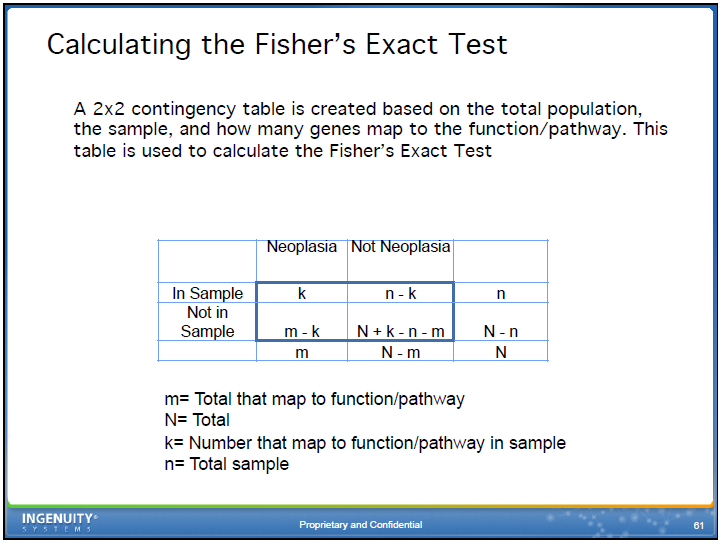 Calculating the Fisher’s Exact Test
A 2x2 contingency table is created based on the total population,
the sample, and how many genes map to the function/pathway. This
table is used to calculate the Fisher’s Exact Test
Neoplasia Not Neoplasia
In Sample k n - k n
Not in
Sample m - k N + k - n - m N - n
m N - m N
m= Total that map to function/pathway
N= Total
k= Number that map to function/pathway in sample
n= Total sample
INGENUITY®
SYSTEMS
Proprietary and Confidential
61